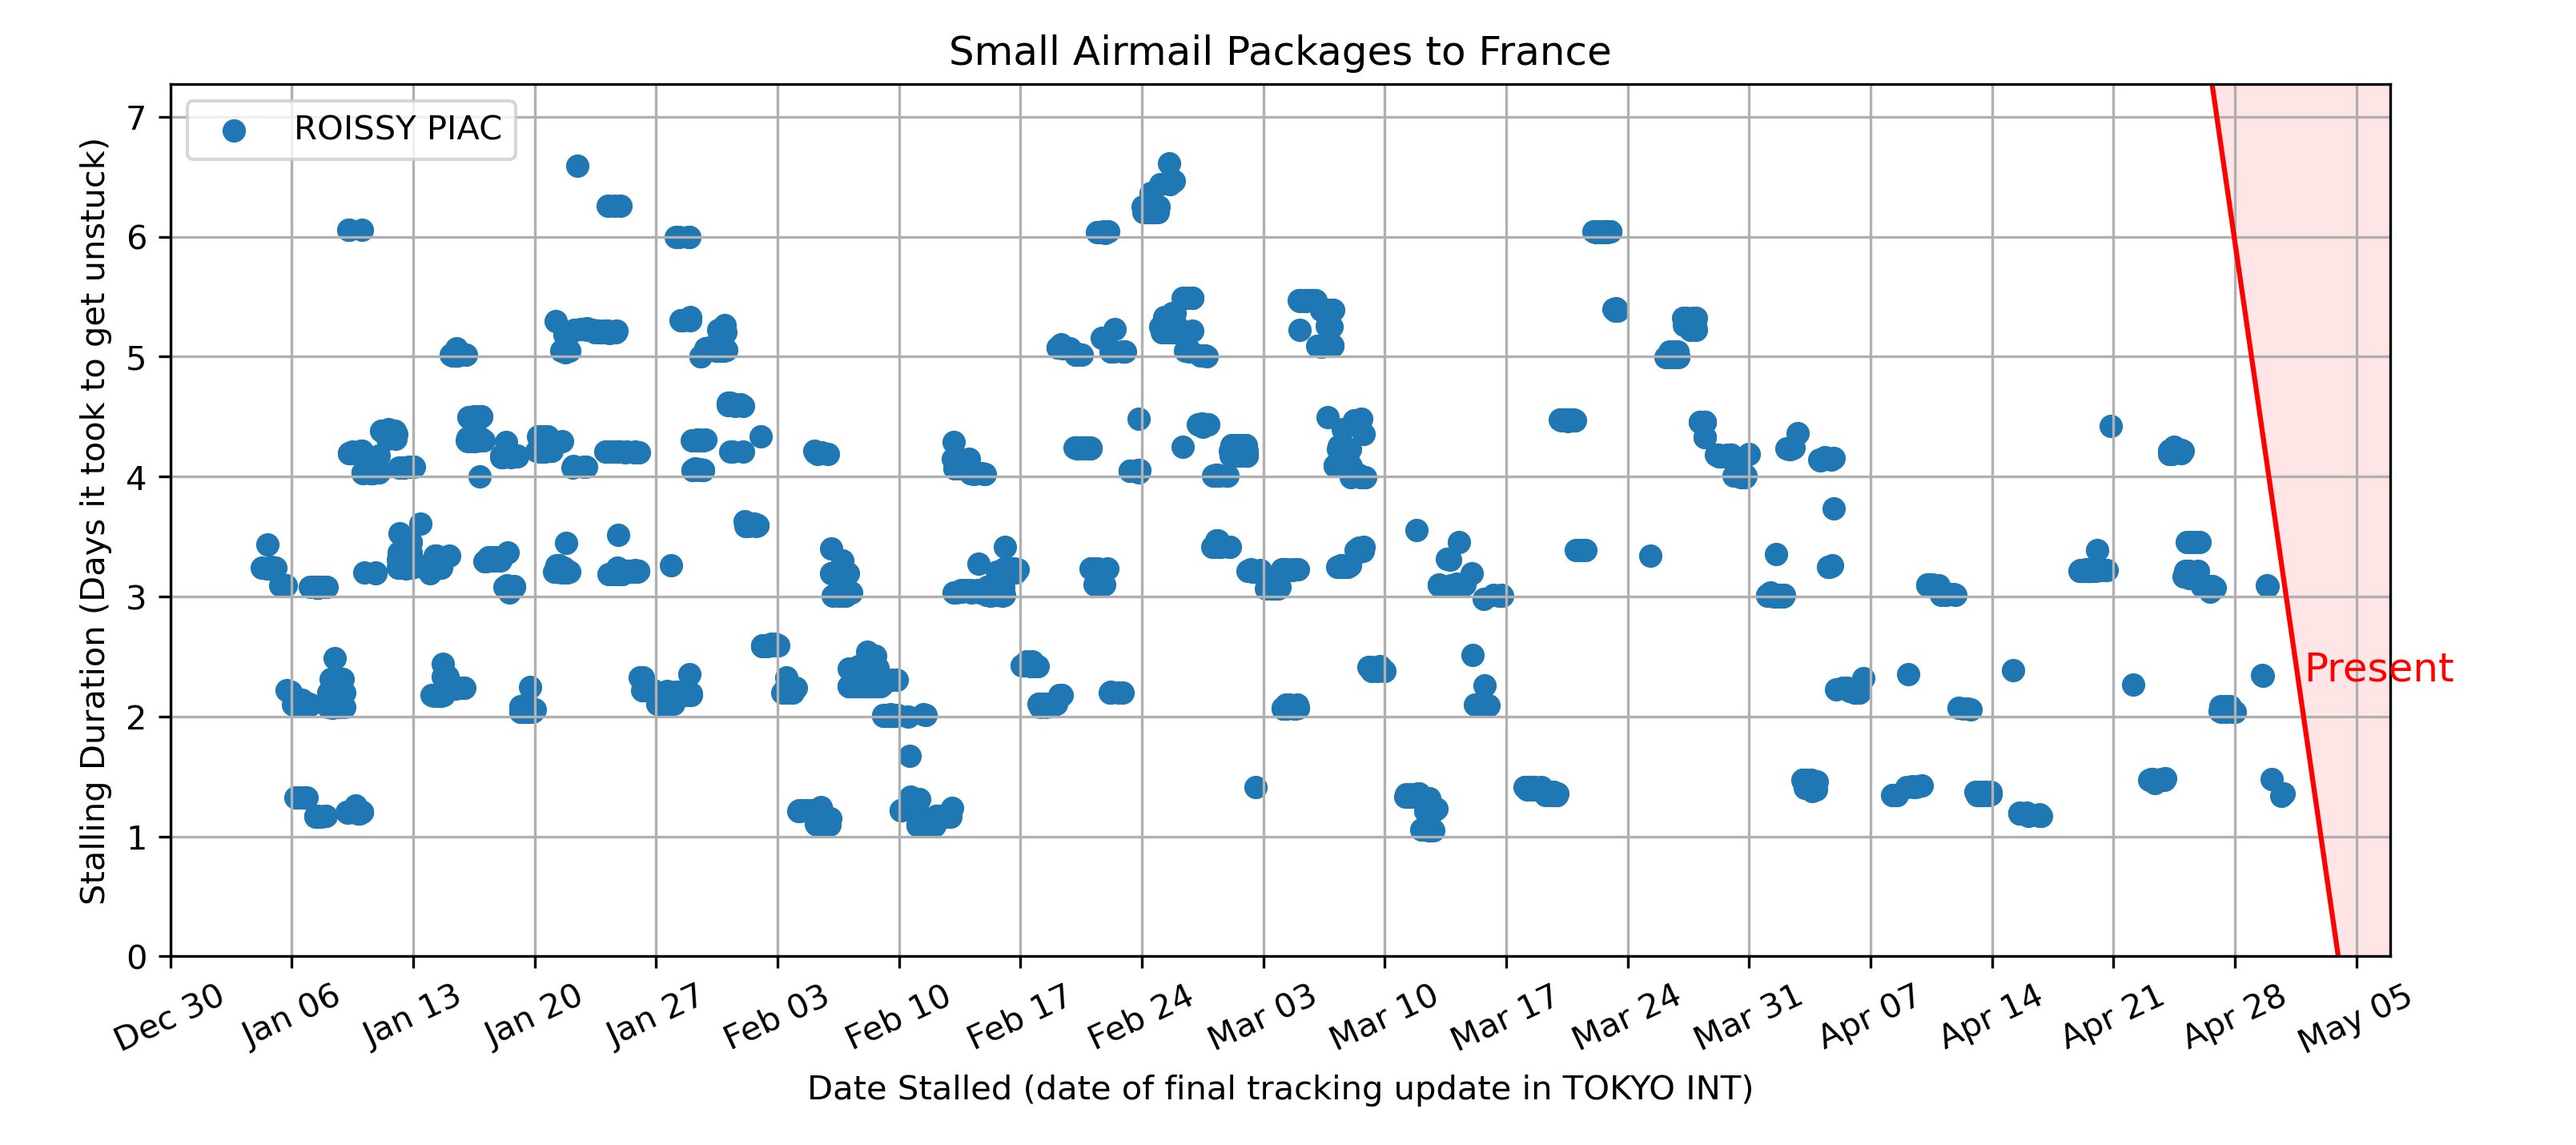 Small Airmail Packages to France
ROISSY PIAC
Stalling Duration (Days it took to get unstuck)
7
6
5
4
3
2
1
0
Present
Dec 30
Jan 06
Jan 13
Jan 20
Jan 27
Feb 03
Feb 10
Feb 17
Feb 24
Mar 03
Mar 10
Mar 17
Mar 24
Mar 31
Apr 07
Apr 14
Apr 21
Apr 28
May 05
Date Stalled (date of final tracking update in TOKYO INT)